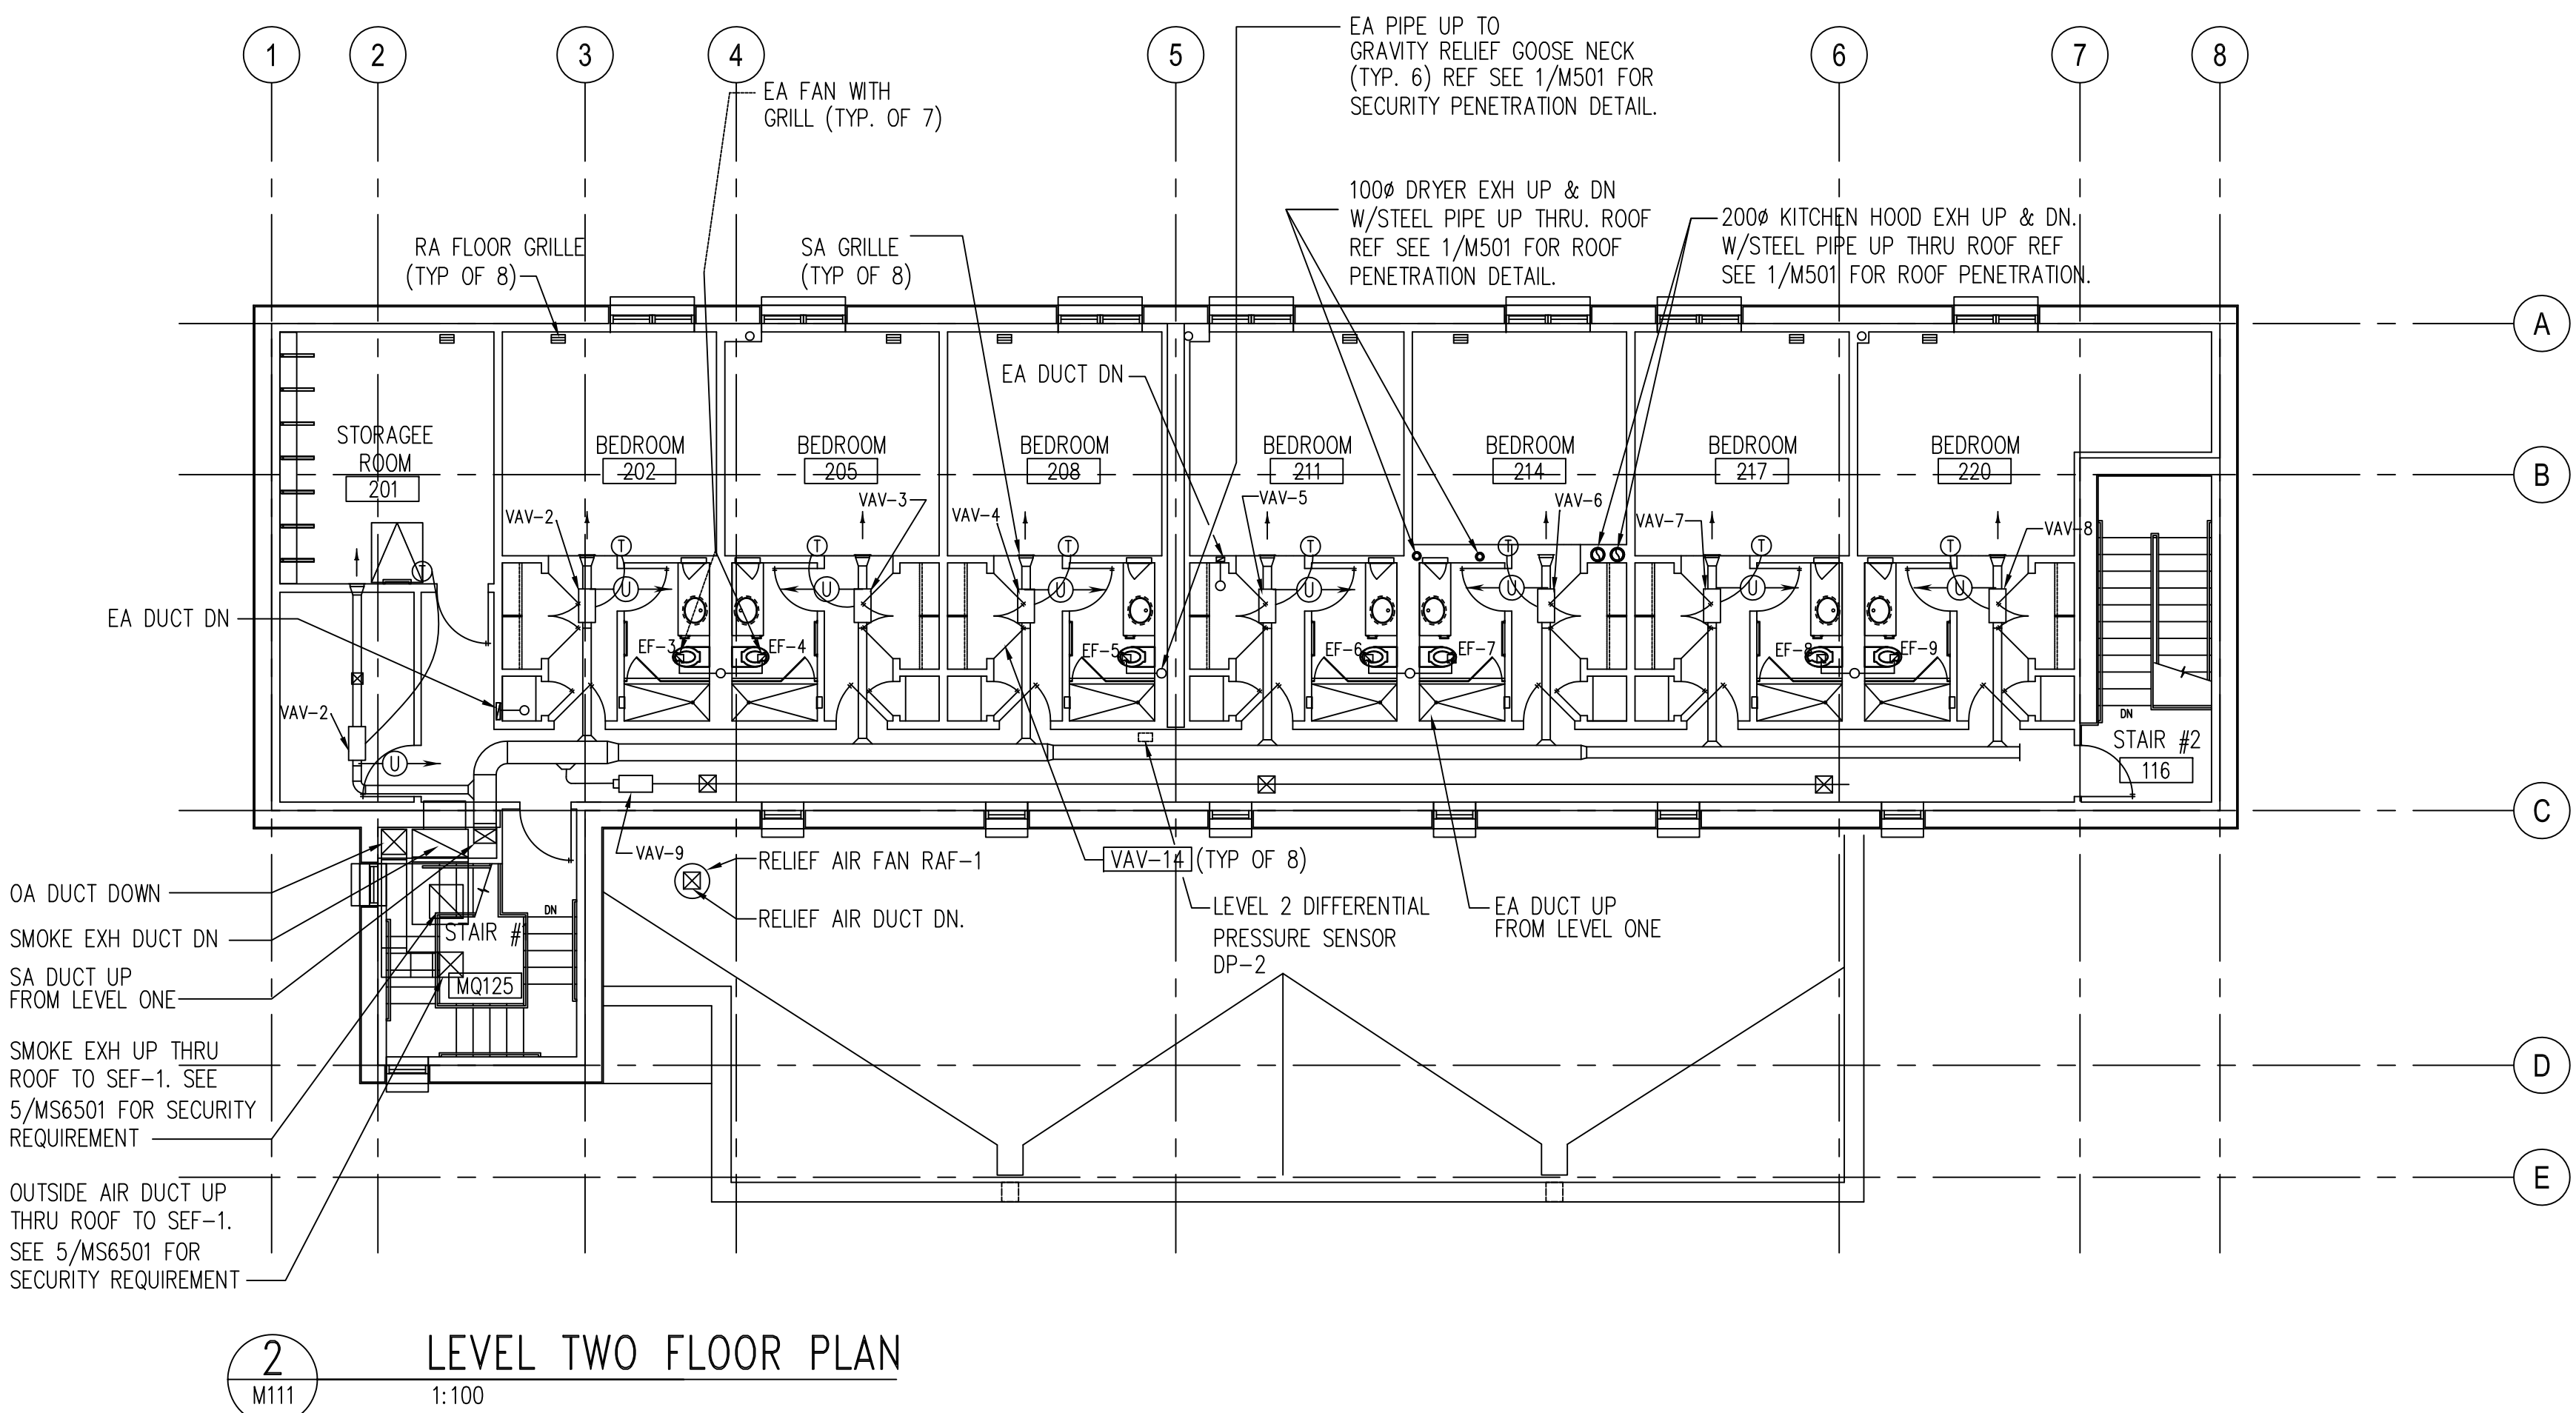 1
2
3
4
5
6
7
8
EA PIPE UP TO
GRAVITY RELIEF GOOSE NECK
(TYP. 6) REF SEE 1/M501 FOR
SECURITY PENETRATION DETAIL.
EA FAN WITH
GRILL (TYP. OF 7)
100ø DRYER EXH UP & DN
W/STEEL PIPE UP THRU. ROOF
REF SEE 1/M501 FOR ROOF
PENETRATION DETAIL.
200ø KITCHEN HOOD EXH UP & DN.
W/STEEL PIPE UP THRU ROOF REF
SEE 1/M501 FOR ROOF PENETRATION.
RA FLOOR GRILLE
(TYP OF 8)
SA GRILLE
(TYP OF 8)
A
EA DUCT DN
STORAGEE
ROOM
201
BEDROOM
202
BEDROOM
205
BEDROOM
208
BEDROOM
211
BEDROOM
214
BEDROOM
217
BEDROOM
220
B
VAV-2
VAV-3
VAV-4
VAV-5
VAV-6
VAV-7
VAV-8
T
T
T
T
T
T
T
T
U
U
U
U
U
U
U
EA DUCT DN
EF-3
EF-4
EF-5
EF-6
EF-7
EF-8
EF-9
VAV-2
U
DN
STAIR #2
116
C
VAV-9
RELIEF AIR FAN RAF-1
RELIEF AIR DUCT DN.
VAV-14 (TYP OF 8)
LEVEL 2 DIFFERENTIAL
PRESSURE SENSOR
DP-2
EA DUCT UP
FROM LEVEL ONE
OA DUCT DOWN
SMOKE EXH DUCT DN
SA DUCT UP
FROM LEVEL ONE
DN
STAIR #
MQ125
SMOKE EXH UP THRU
ROOF TO SEF-1. SEE
5/MS6501 FOR SECURITY
REQUIREMENT
D
E
OUTSIDE AIR DUCT UP
THRU ROOF TO SEF-1.
SEE 5/MS6501 FOR
SECURITY REQUIREMENT
2
M111
LEVEL TWO FLOOR PLAN
1:100